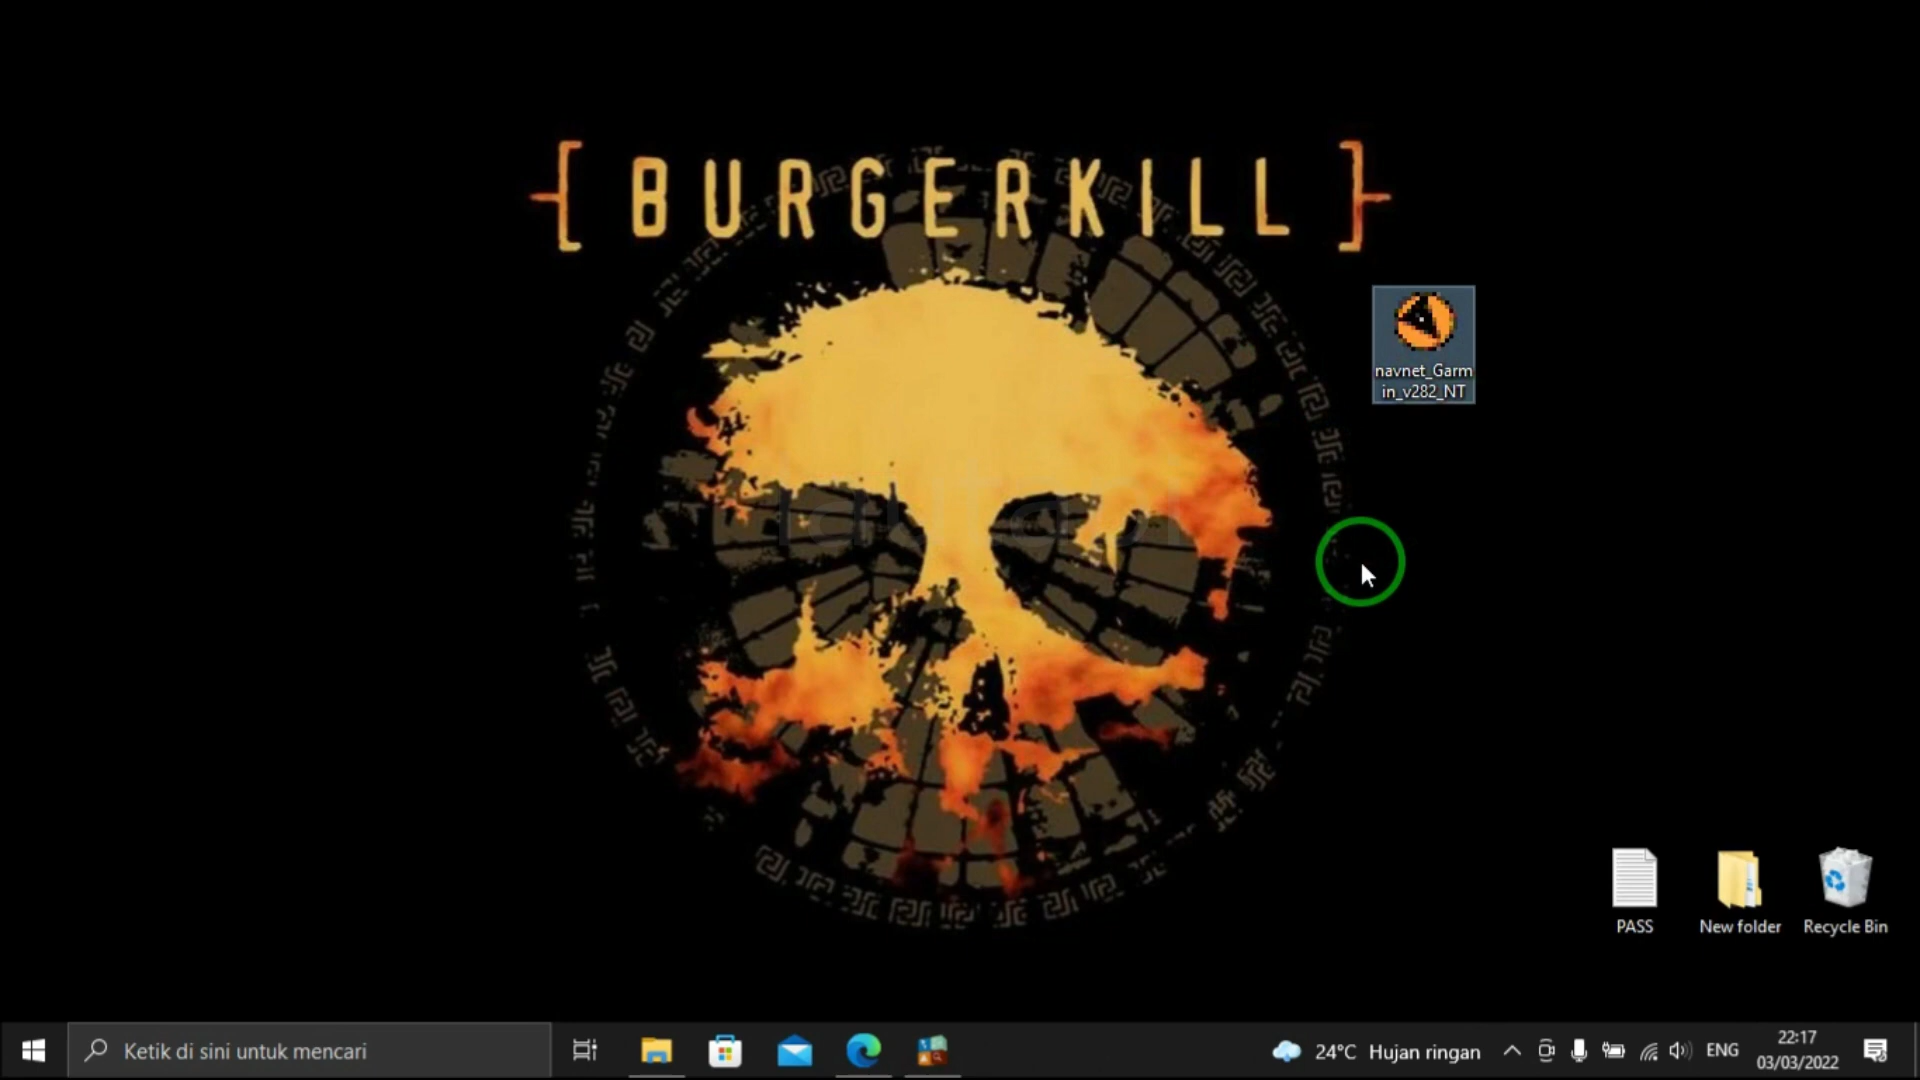 { BURGERKILL }
navnet_Garm
in_v282_NT
PASS
New folder
Recycle Bin
Ketik di sini untuk mencari
24°C Hujan ringan
ENG
22:17
03/03/2022